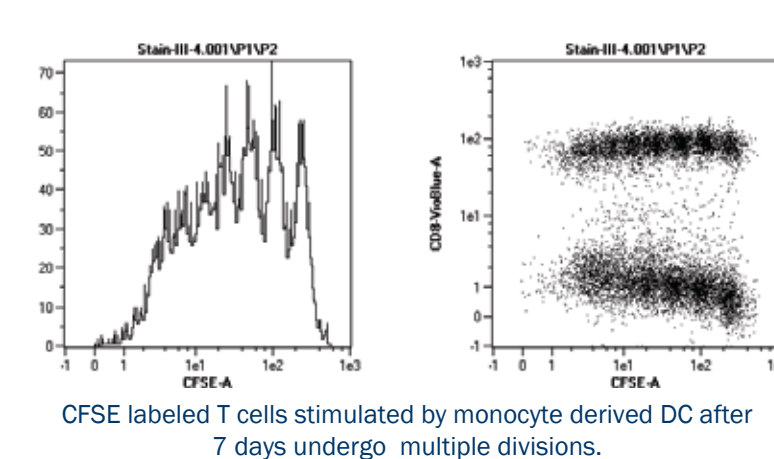 Stain-III-4.001\P1\P2
70
60
50
40
30
20
10
0
-1 0 1 1e1 1e2 1e3
CFSE-A
Stain-III-4.001\P1\P2
1e3
1e2
1e1
1
0
-1
CD8-VioBlue-A
-1 0 1 1e1 1e2
CFSE-A
CFSE labeled T cells stimulated by monocyte derived DC after
7 days undergo multiple divisions.